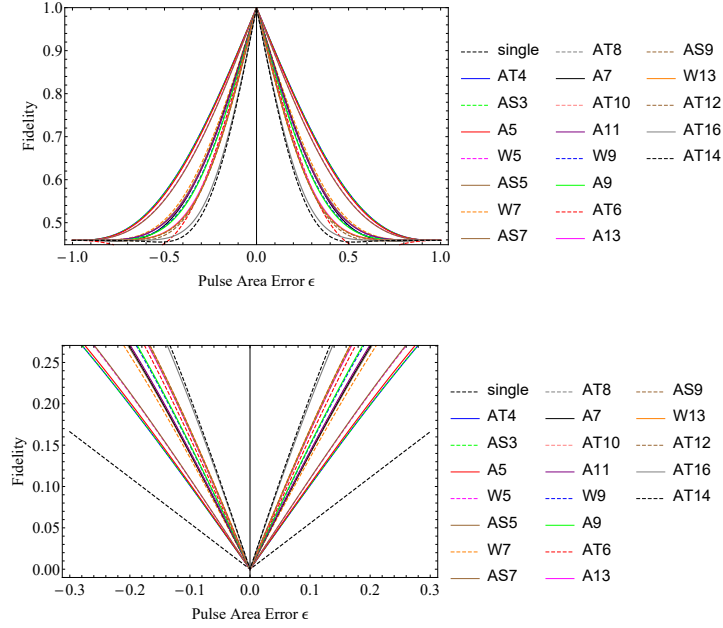 1.0
0.9
0.8
0.7
0.6
0.5
Fidelity
−1.0 −0.5 0.0 0.5 1.0
Pulse Area Error ϵ
single AT8 AS9
AT4 A7 W13
AS3 AT10 AT12
A5 A11 AT16
W5 W9 AT14
AS5 A9
W7 AT6
AS7 A13
0.25
0.20
0.15
0.10
0.05
0.00
Fidelity
−0.3 −0.2 −0.1 0.0 0.1 0.2 0.3
Pulse Area Error ϵ
single AT8 AS9
AT4 A7 W13
AS3 AT10 AT12
A5 A11 AT16
W5 W9 AT14
AS5 A9
W7 AT6
AS7 A13